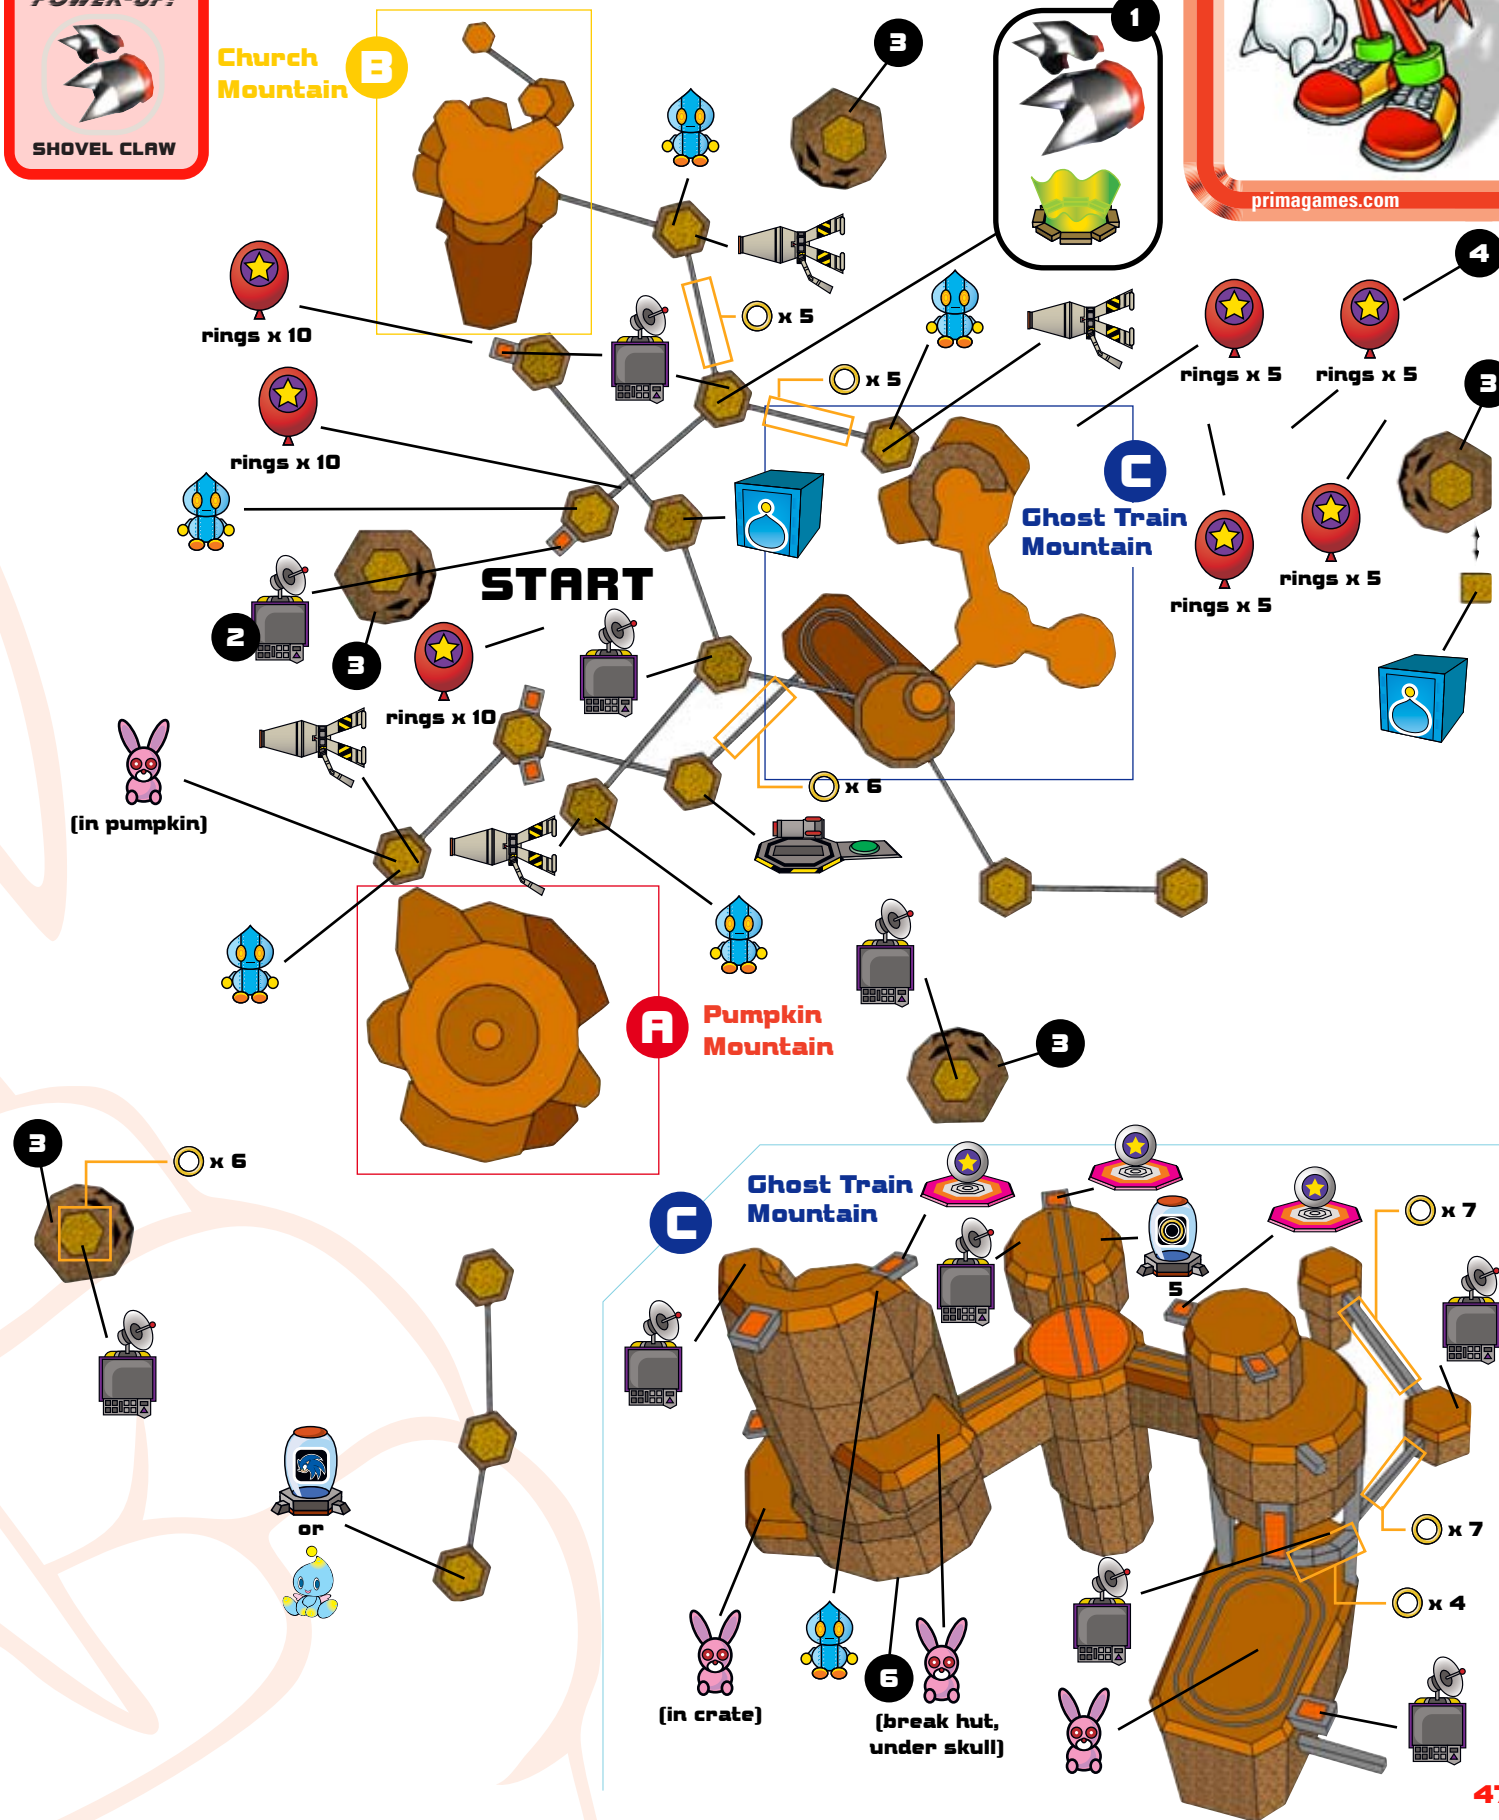 POWER-UP!
SHOVEL CLAW
Church
Mountain
B
3
1
primagames.com
4
rings x 10
x 5
x 5
rings x 5
rings x 5
3
rings x 10
C
Ghost Train
Mountain
START
rings x 5
rings x 5
2
3
rings x 10
x 6
(in pumpkin)
A
Pumpkin
Mountain
3
3
x 6
C
Ghost Train
Mountain
5
x 7
or
x 7
x 4
6
(in crate)
(break hut,
under skull)
47